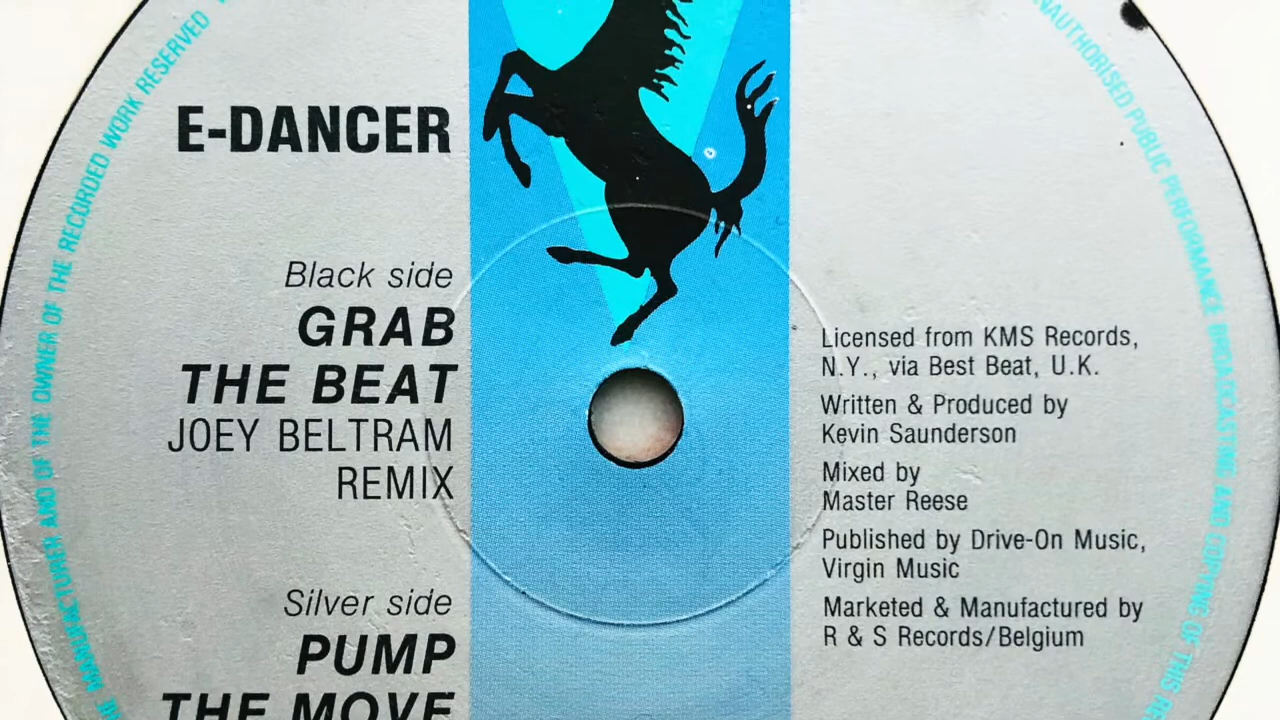 E-DANCER
Black side
GRAB
THE BEAT
JOEY BELTRAM
REMIX
Silver side
PUMP
THE MOVE
Licensed from KMS Records,
N.Y., via Best Beat, U.K.
Written & Produced by
Kevin Saunderson
Mixed by
Master Reese
Published by Drive-On Music,
Virgin Music
Marketed & Manufactured by
R & S Records/Belgium
MANUFACTURER AND OF THE OWNER OF THE RECORDED WORK RESERVED
UNAUTHORISED PUBLIC PERFORMANCE BROADCASTING AND COPYING OF THIS